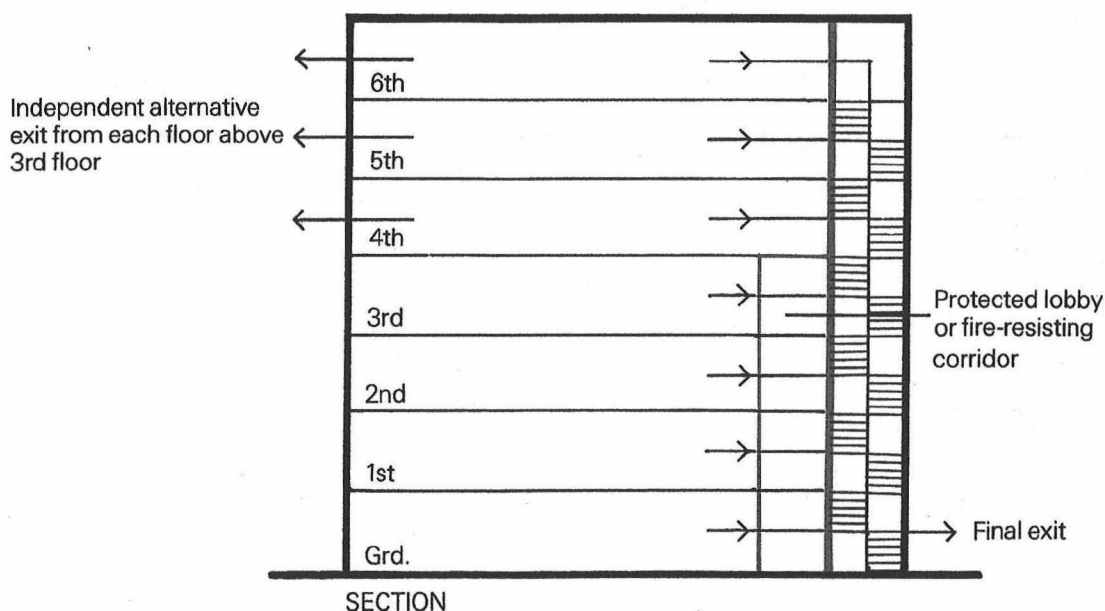 6th
Independent alternative
exit from each floor above
3rd floor
5th
4th
3rd
Protected lobby
or fire-resisting
corridor
2nd
1st
Final exit
Grd.
SECTION